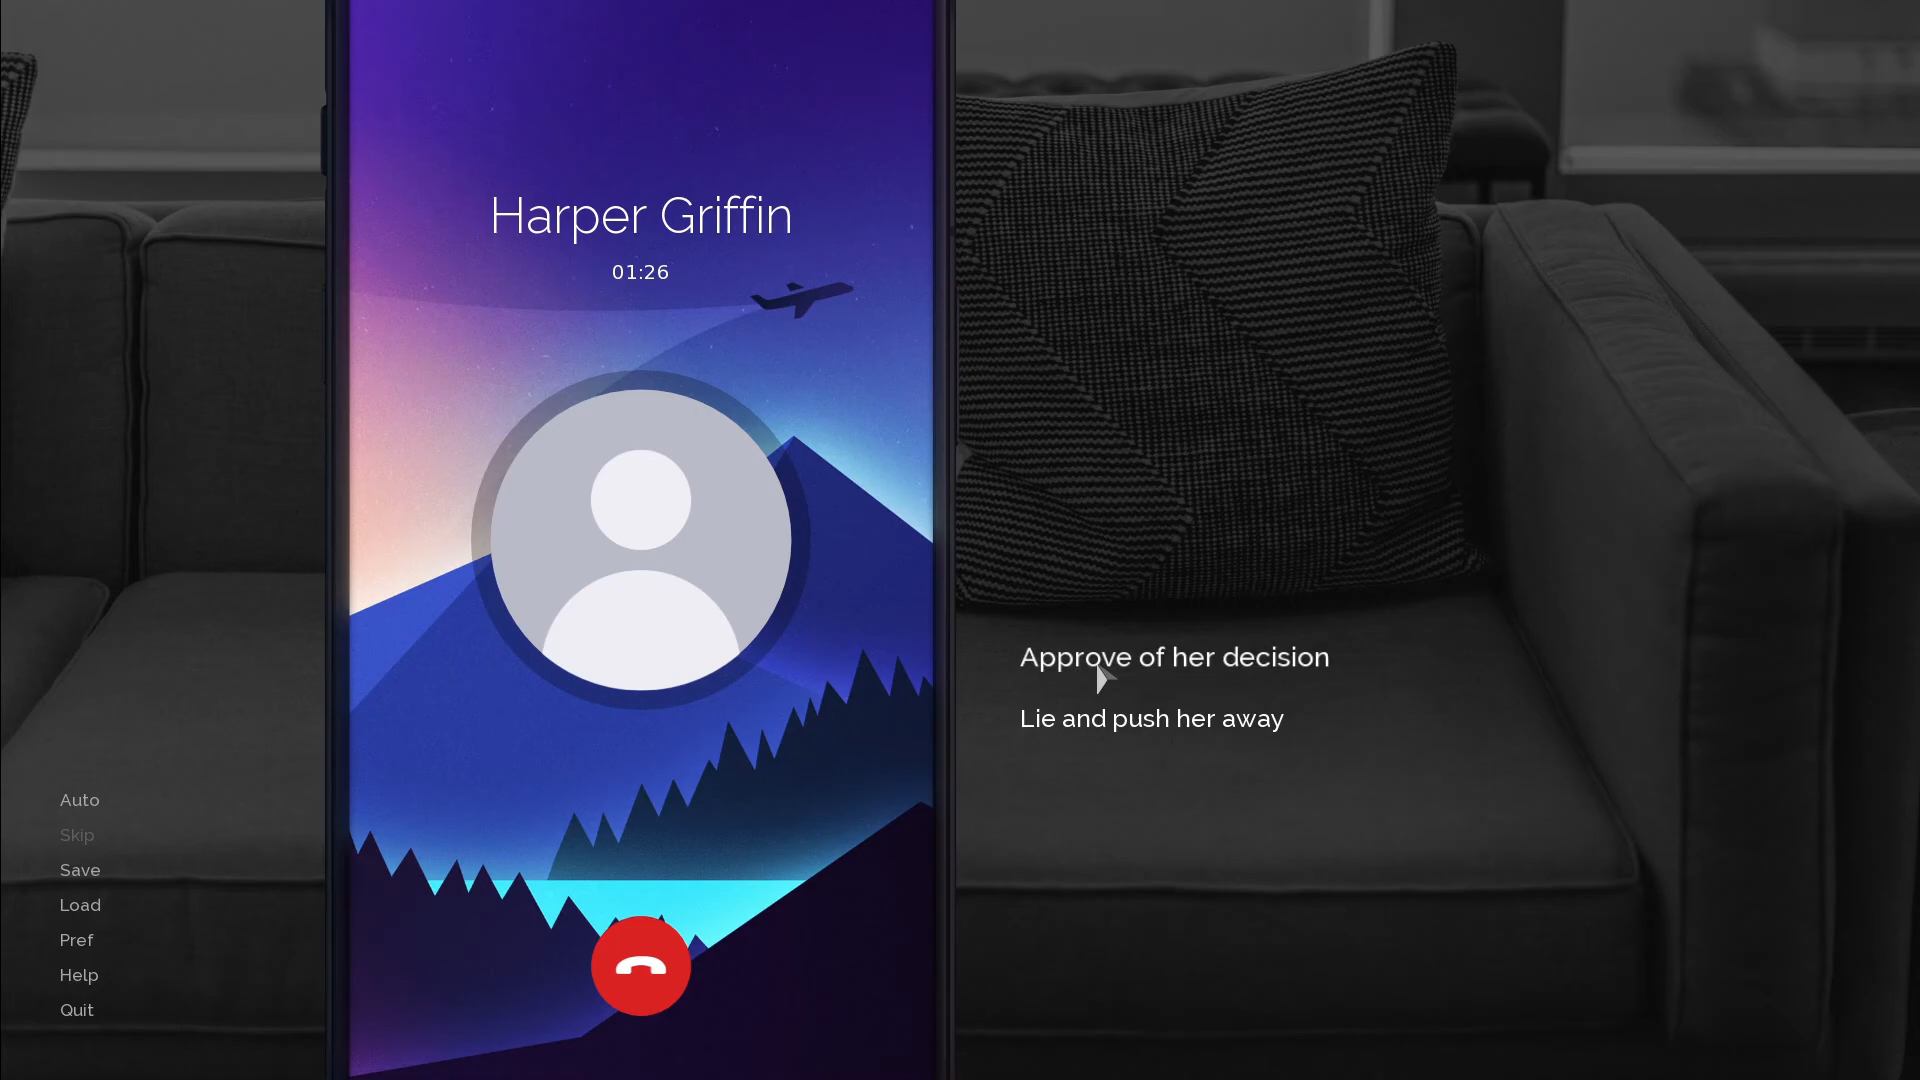 Harper Griffin
01:26
Approve of her decision
Lie and push her away
Auto
Skip
Save
Load
Pref
Help
Quit